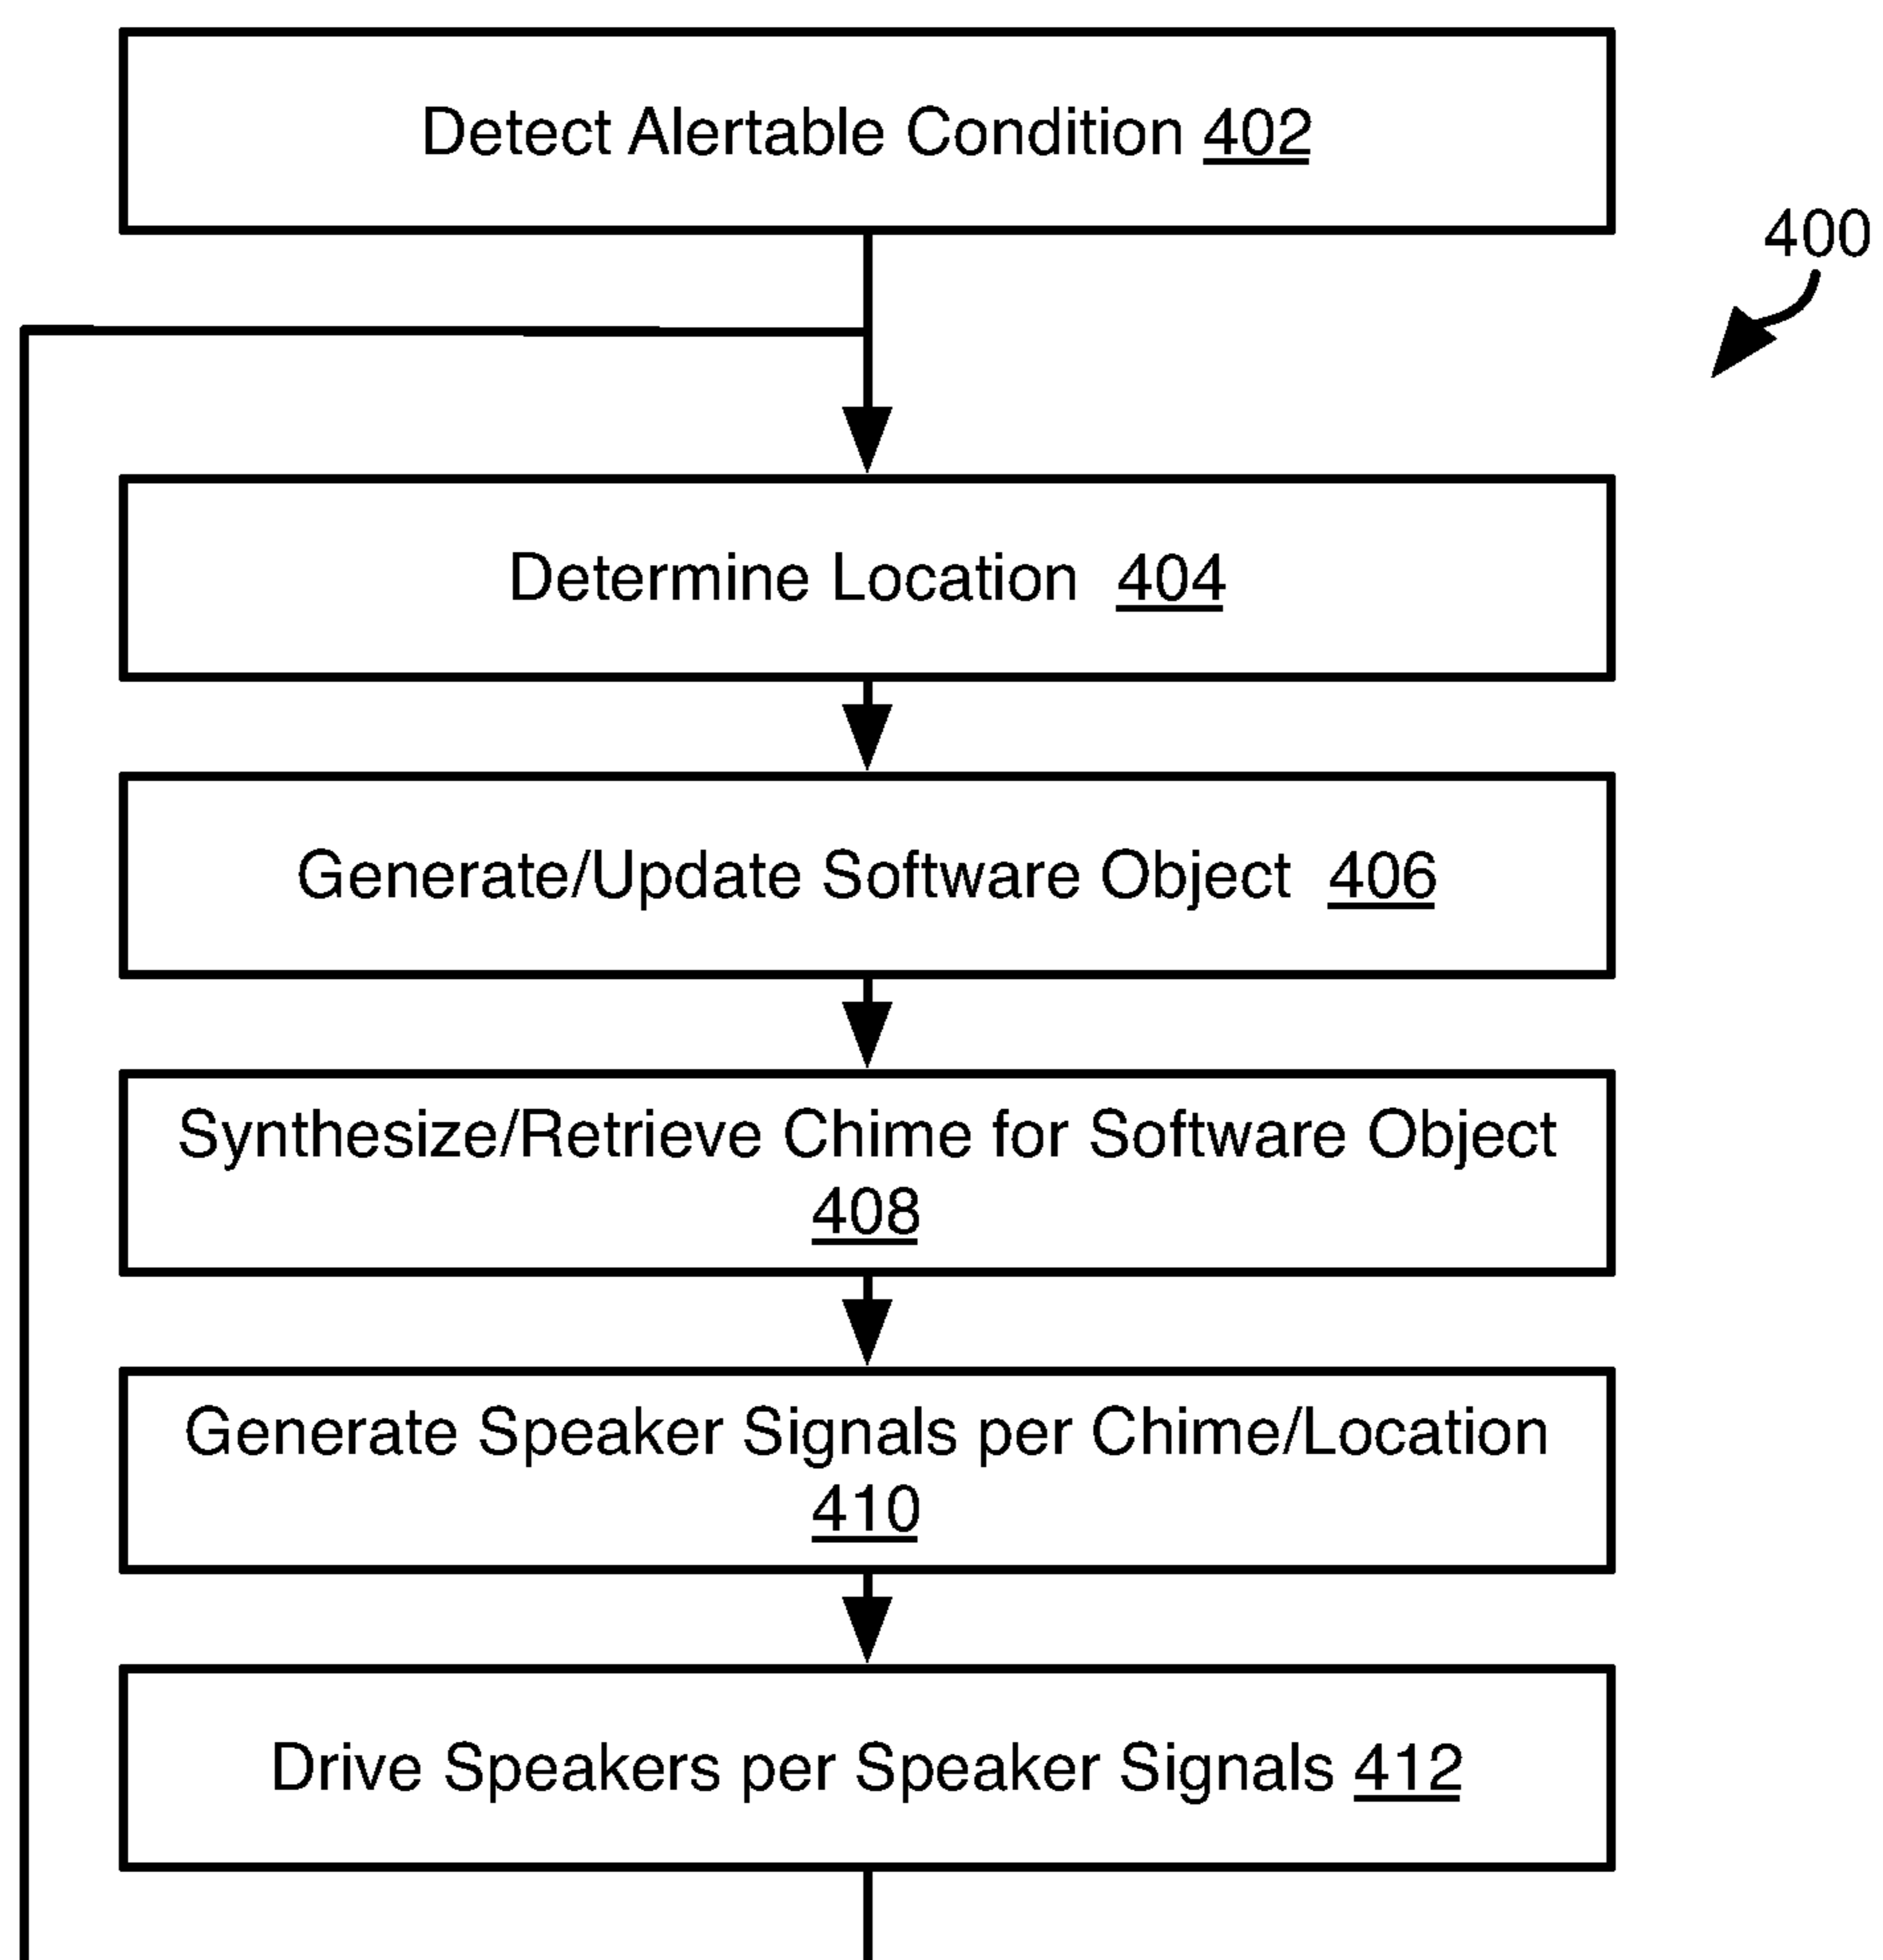 Detect Alertable Condition 402
400
Determine Location 404
Generate/Update Software Object 406
Synthesize/Retrieve Chime for Software Object
408
Generate Speaker Signals per Chime/Location
410
Drive Speakers per Speaker Signals 412